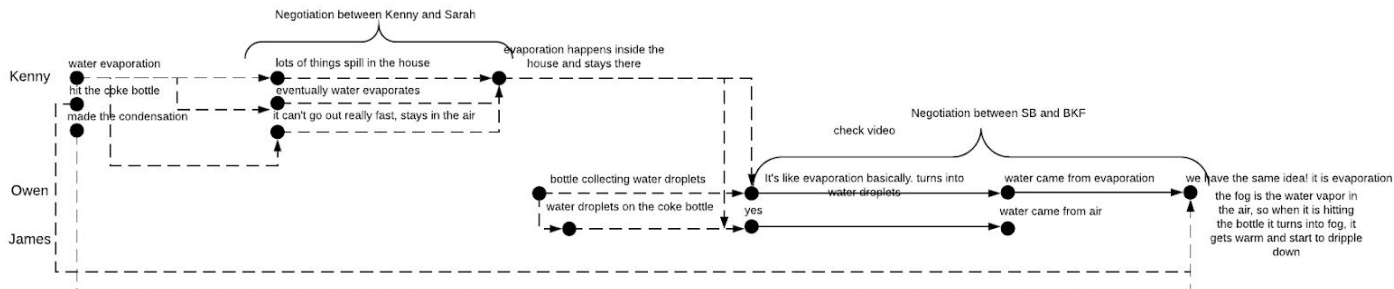 Negotiation between Kenny and Sarah
Kenny
water evaporation
lots of things spill in the house
evaporation happens inside the
house and stays there
hit the coke bottle
eventually water evaporates
made the condensation
it can't go out really fast, stays in the air
Negotiation between SB and BKF
check video
Owen
bottle collecting water droplets
It's like evaporation basically. turns into
water droplets
water came from evaporation
we have the same idea! it is evaporation
water droplets on the coke bottle
yes
water came from air
the fog is the water vapor in
the air, so when it is hitting
the bottle it turns into fog, it
gets warm and start to dripple
down
James